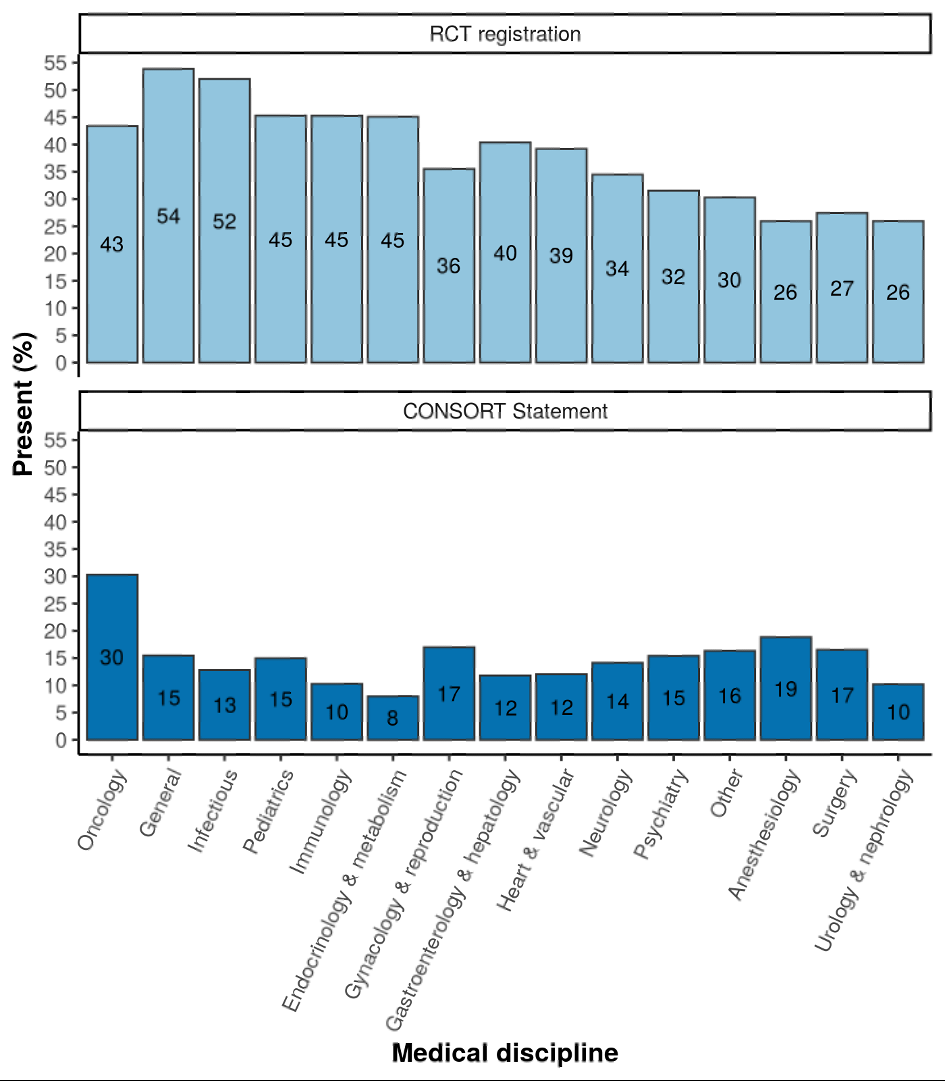 RCT registration
55
50
45
40
35
30
25
20
15
10
5
0
43 54 52 45 45 45 36 40 39 34 32 30 26 27 26
Present (%)
CONSORT Statement
55
50
45
40
35
30
25
20
15
10
5
0
30 15 13 15 10 8 17 12 12 14 15 16 19 17 10
Oncology
General
Infectious
Pediatrics
Immunology
Endocrinology & metabolism
Gynacology & reproduction
Gastroenterology & hepatology
Heart & vascular
Neurology
Psychiatry
Other
Anesthesiology
Surgery
Urology & nephrology
Medical discipline